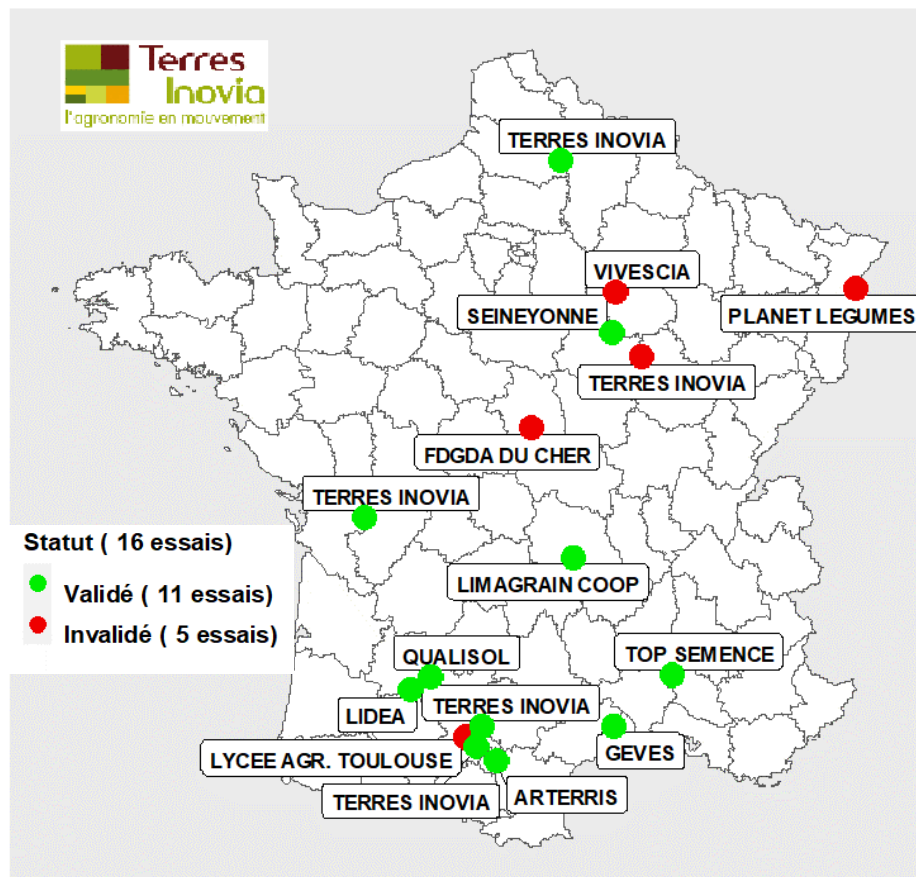 Terres
Inovia
l'agronomie en mouvement
TERRES INOVIA
VIVESCIA
SEINEYONNE
PLANET LEGUMES
TERRES INOVIA
FDGDA DU CHER
TERRES INOVIA
Statut ( 16 essais)
Validé ( 11 essais)
Invalidé ( 5 essais)
LIMAGRAIN COOP
QUALISOL
TOP SEMENCE
LIDEA
TERRES INOVIA
GEVES
LYCEE AGR. TOULOUSE
TERRES INOVIA
ARTERRIS